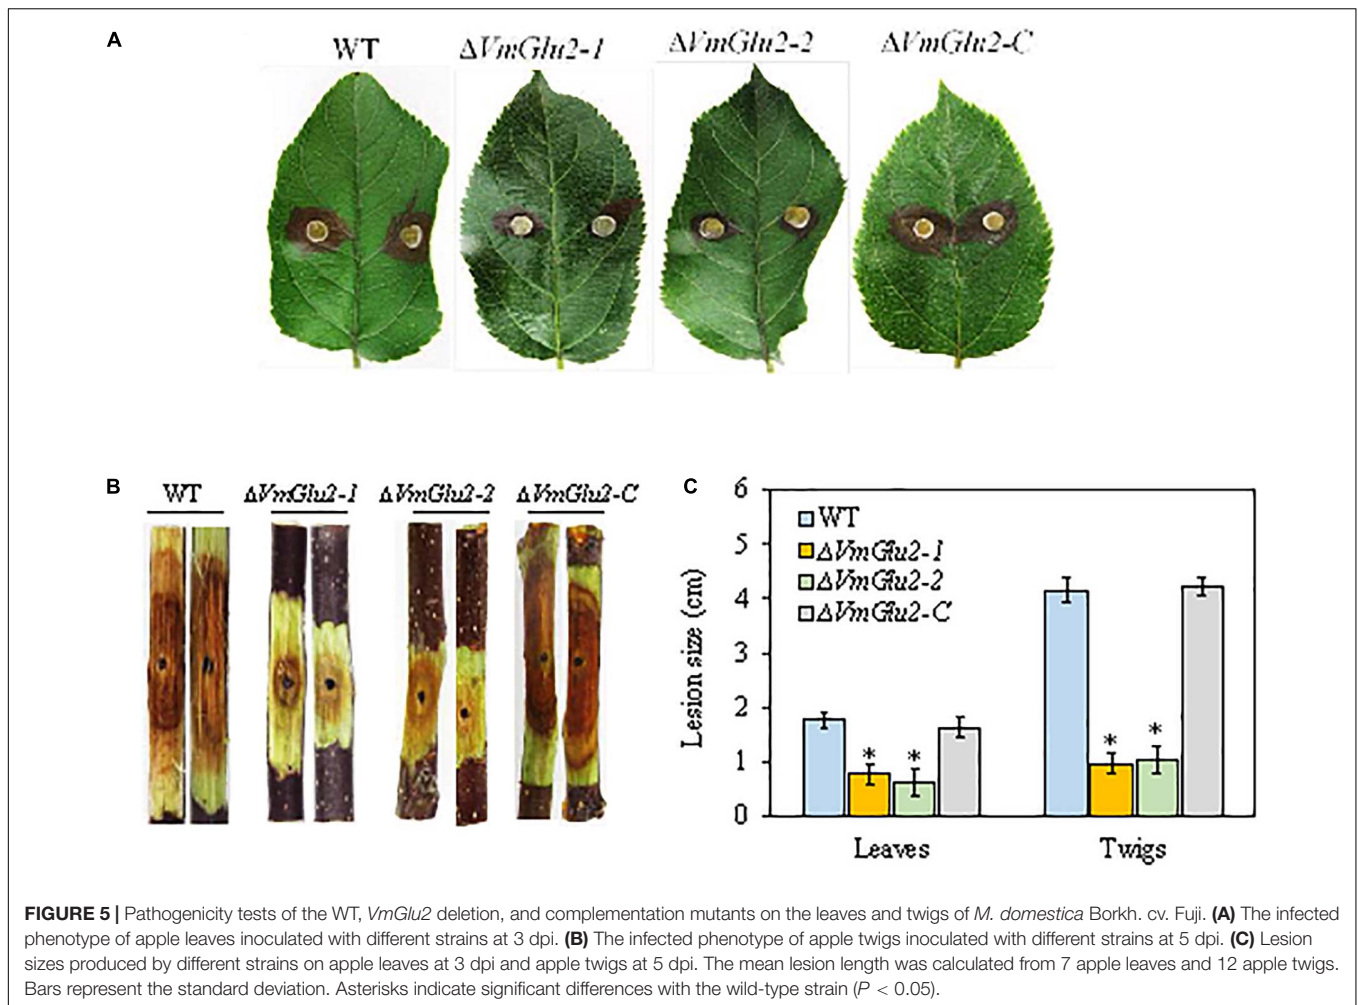 A
WT ΔVmGlu2-1 ΔVmGlu2-2 ΔVmGlu2-C
B
WT ΔVmGlu2-1 ΔVmGlu2-2 ΔVmGlu2-C
C
6
5
4
3
2
1
0
Lesion size (cm)
WT
ΔVmGlu2-1
ΔVmGlu2-2
ΔVmGlu2-C
* * * *
Leaves Twigs
FIGURE 5 | Pathogenicity tests of the WT, VmGlu2 deletion, and complementation mutants on the leaves and twigs of M. domestica Borkh. cv. Fuji. (A) The infected
phenotype of apple leaves inoculated with different strains at 3 dpi. (B) The infected phenotype of apple twigs inoculated with different strains at 5 dpi. (C) Lesion
sizes produced by different strains on apple leaves at 3 dpi and apple twigs at 5 dpi. The mean lesion length was calculated from 7 apple leaves and 12 apple twigs.
Bars represent the standard deviation. Asterisks indicate significant differences with the wild-type strain (P < 0.05).